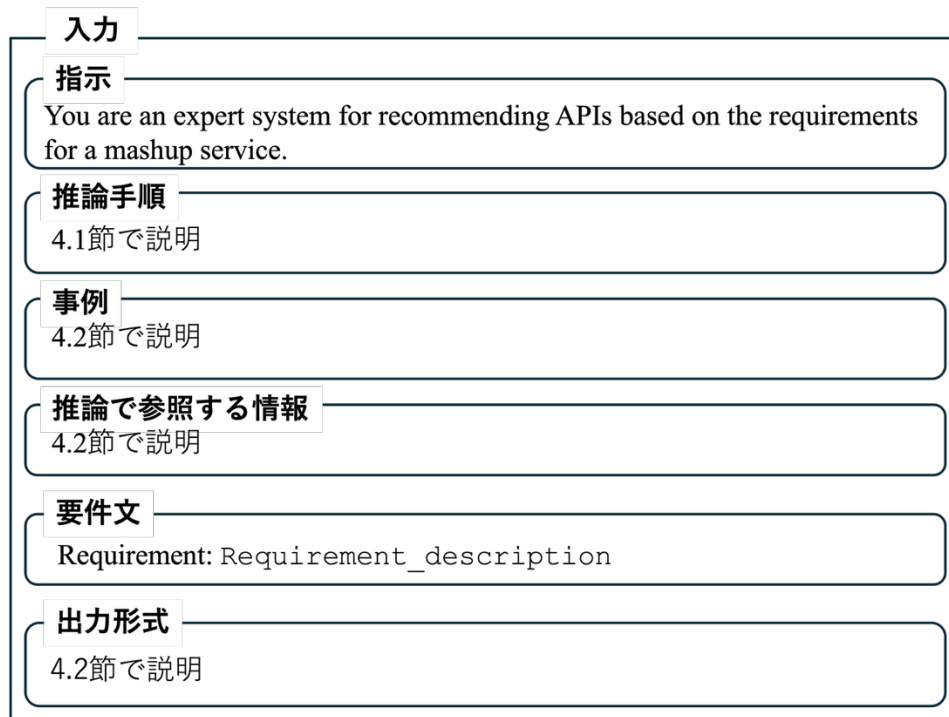 入力
指示
You are an expert system for recommending APIs based on the requirements
for a mashup service.
推論手順
4.1節で説明
事例
4.2節で説明
推論で参照する情報
4.2節で説明
要件文
Requirement: Requirement_description
出力形式
4.2節で説明